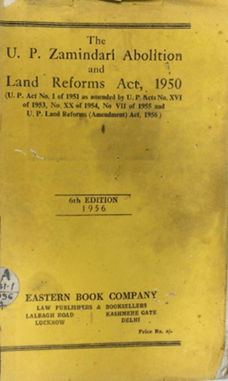 The
U. P. Zamindari Abolition
and
Land Reforms Act, 1950
(U. P. Act No. 1 of 1951 as amended by U. P. Acts No. XVI
of 1953, No. XX of 1954, No VII of 1955 and
U. P. Land Reforms (Amendment) Act, 1956)
6th EDITION
1956
A
EASTERN BOOK COMPANY
LAW PUBLISHERS & BOOKSELLERS
LALBAGH ROAD KASHMERE GATE
LUCKNOW DELHI
Price Rs.